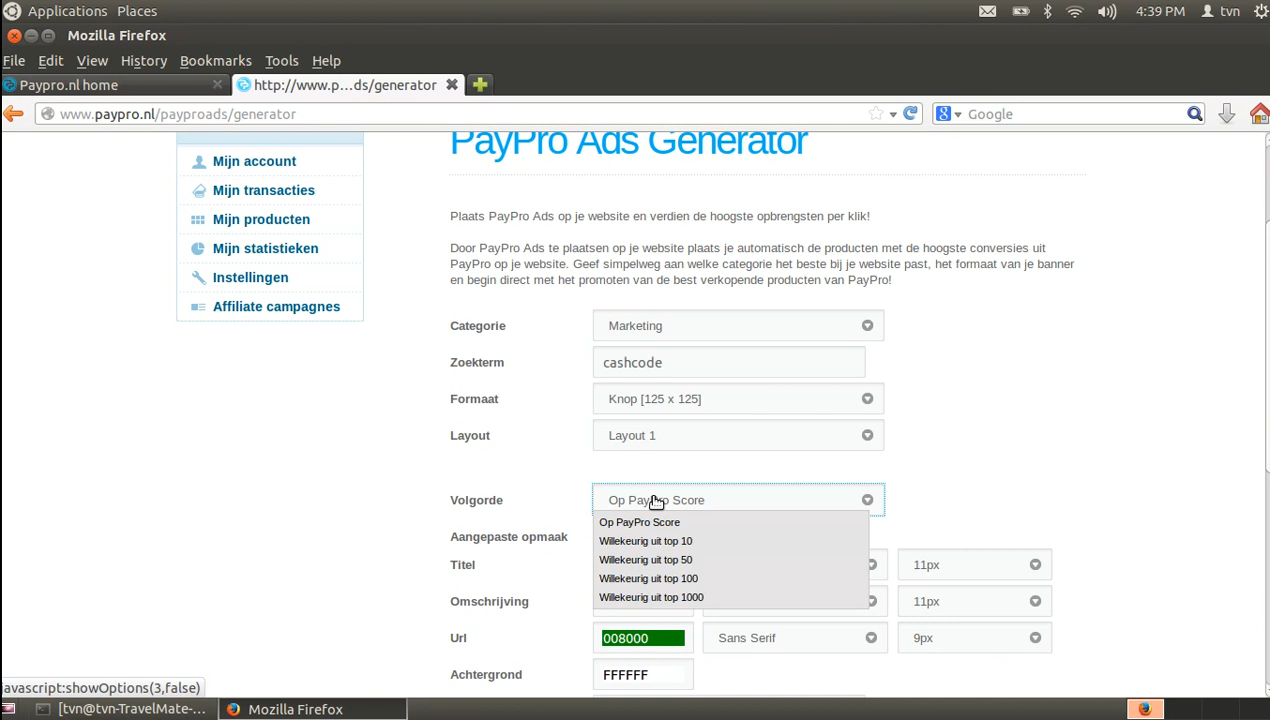 Applications Places 4:39 PM tvn
Mozilla Firefox
File Edit View History Bookmarks Tools Help
Paypro.nl home http://www.p...ds/generator
www.paypro.nl/payproads/generator Google
PayPro Ads Generator
Mijn account
Mijn transacties
Mijn producten
Mijn statistieken
Instellingen
Affiliate campagnes
Plaats PayPro Ads op je website en verdien de hoogste opbrengsten per klik!
Door PayPro Ads te plaatsen op je website plaats je automatisch de producten met de hoogste conversies uit
PayPro op je website. Geef simpelweg aan welke categorie het beste bij je website past, het formaat van je banner
en begin direct met het promoten van de best verkopende producten van PayPro!
Categorie Marketing
Zoekterm cashcode
Formaat Knop [125 x 125]
Layout Layout 1
Volgorde Op PayPro Score
Op PayPro Score
Willekeurig uit top 10
Willekeurig uit top 50
Willekeurig uit top 100
Willekeurig uit top 1000
Aangepaste opmaak
Titel 11px
Omschrijving 11px
Url 008000 Sans Serif 9px
Achtergrond FFFFFF
javascript:showOptions(3,false)
[tvn@tvn-TravelMate-... Mozilla Firefox